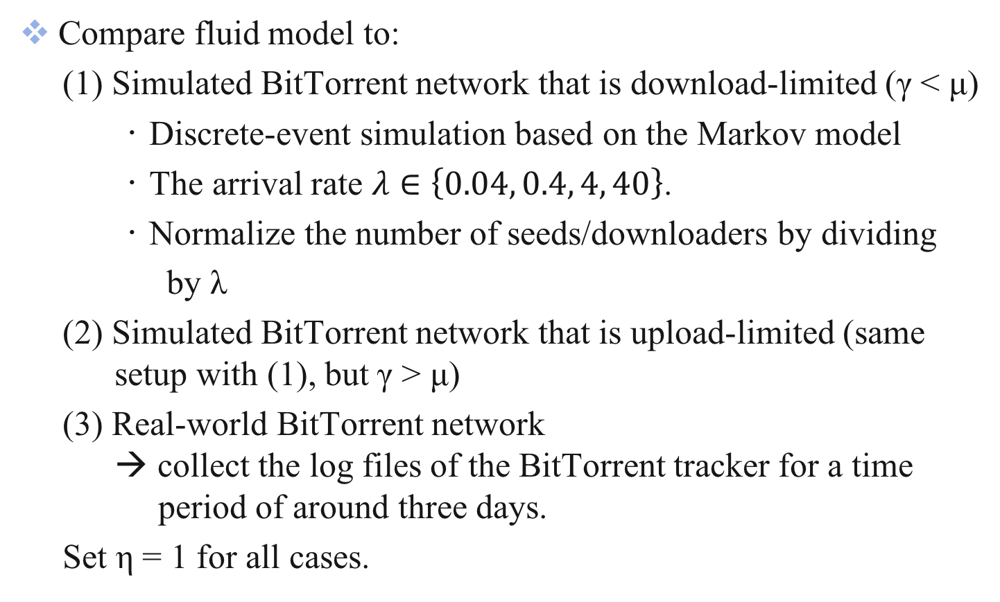 ❖ Compare fluid model to:
(1) Simulated BitTorrent network that is download-limited (γ < μ)
· Discrete-event simulation based on the Markov model
· The arrival rate λ ∈ {0.04, 0.4, 4, 40}.
· Normalize the number of seeds/downloaders by dividing
by λ
(2) Simulated BitTorrent network that is upload-limited (same
setup with (1), but γ > μ)
(3) Real-world BitTorrent network
→ collect the log files of the BitTorrent tracker for a time
period of around three days.
Set η = 1 for all cases.